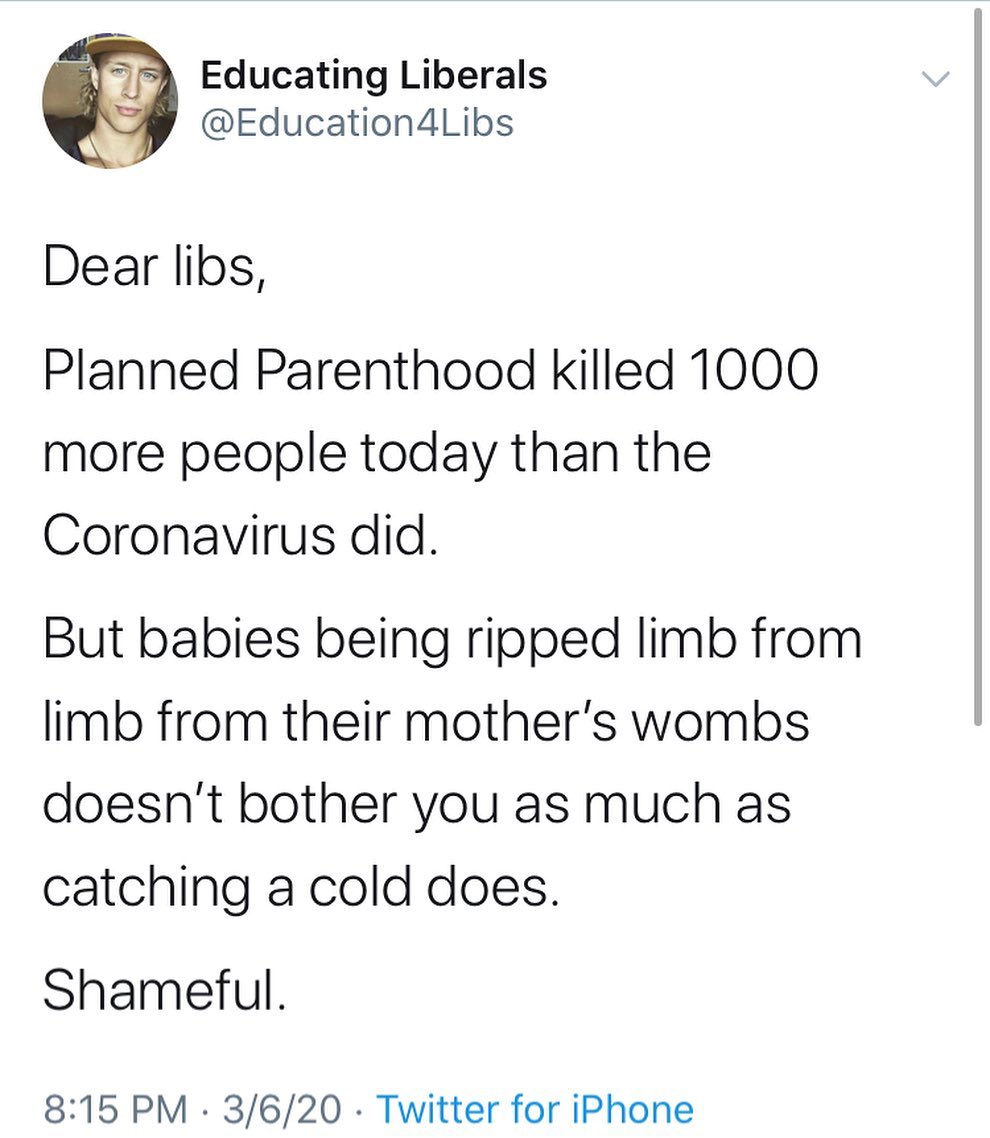 Educating Liberals
@Education4Libs
Dear libs,
Planned Parenthood killed 1000
more people today than the
Coronavirus did.
But babies being ripped limb from
limb from their mother’s wombs
doesn’t bother you as much as
catching a cold does.
Shameful.
8:15 PM · 3/6/20 · Twitter for iPhone